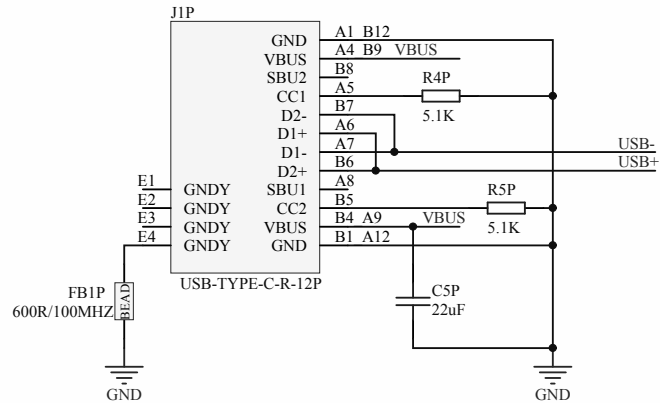 J1P
GND A1 B12
VBUS A4 B9 VBUS
SBU2 B8
CC1 A5 R4P
D2- B7 5.1K
D1+ A6
D1- A7 USB-
D2+ B6 USB+
E1 GNDY SBU1 A8
E2 GNDY CC2 B5 R5P
E3 GNDY VBUS B4 A9 VBUS 5.1K
E4 GNDY GND B1 A12
USB-TYPE-C-R-12P
FB1P BEAD C5P
600R/100MHZ 22uF
GND GND